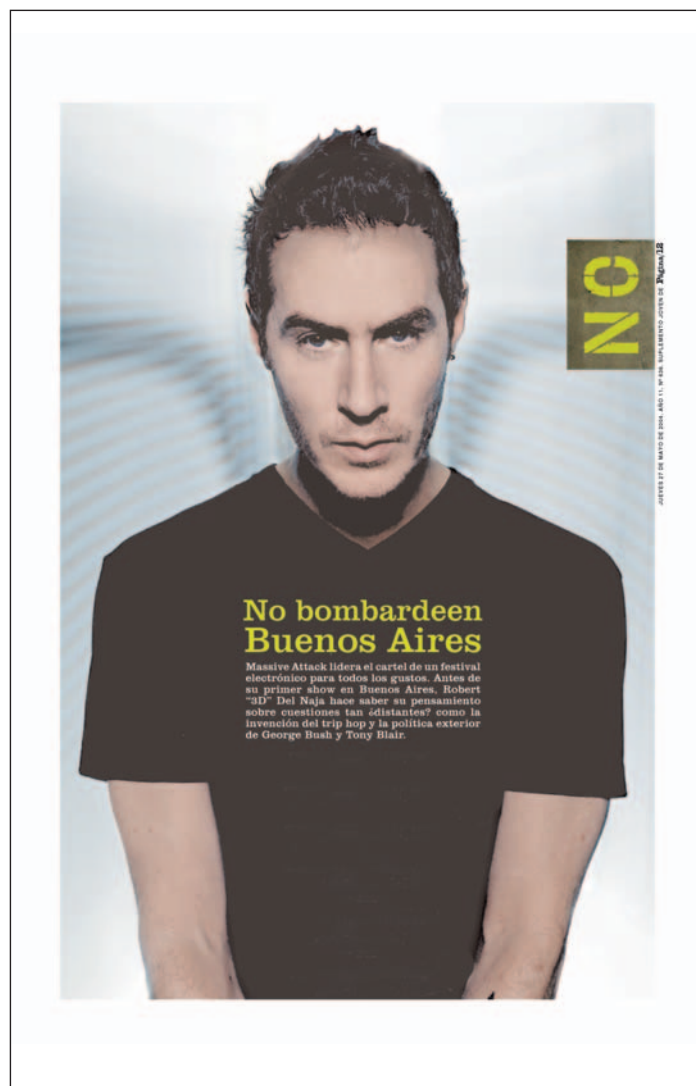 NO
JUEVES 27 DE MAYO DE 2004. AÑO 11. Nº 636. SUPLEMENTO JOVEN DE Página/12
No bombardeen
Buenos Aires
Massive Attack lidera el cartel de un festival
electrónico para todos los gustos. Antes de
su primer show en Buenos Aires, Robert
"3D" Del Naja hace saber su pensamiento
sobre cuestiones tan ¿distantes? como la
invención del trip hop y la política exterior
de George Bush y Tony Blair.